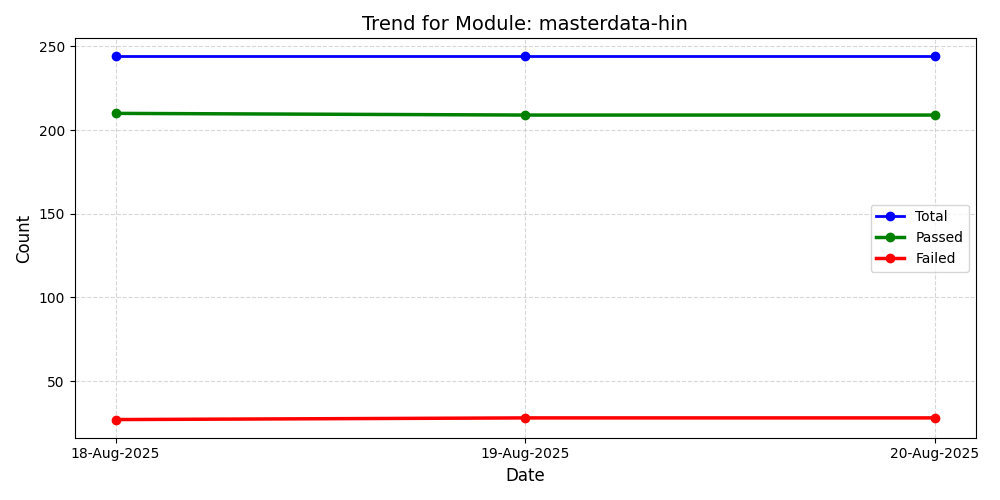 Trend for Module: masterdata-hin
250
200
150
100
50
Count
Total
Passed
Failed
18-Aug-2025
19-Aug-2025
20-Aug-2025
Date